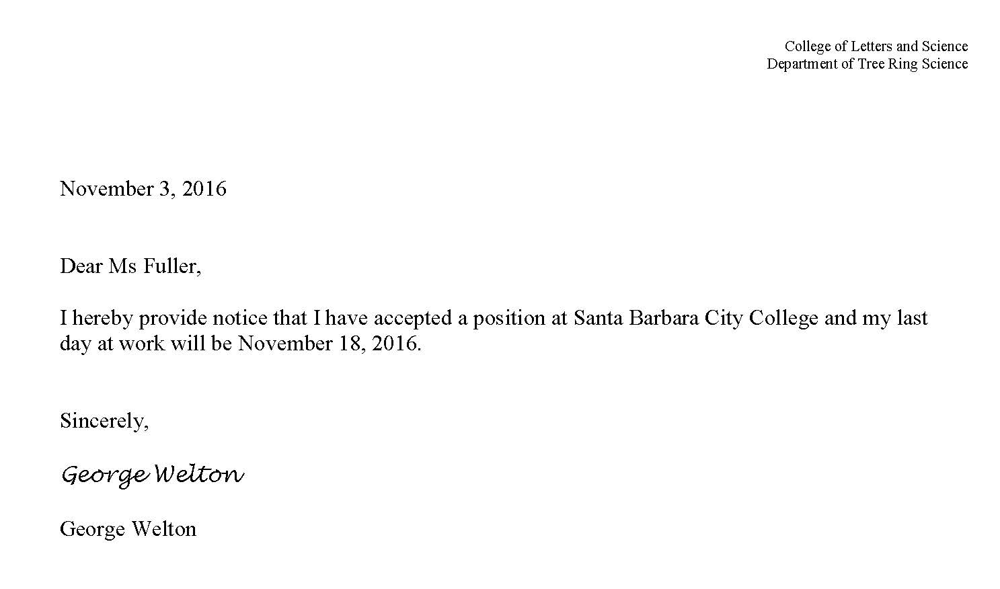 College of Letters and Science
Department of Tree Ring Science
November 3, 2016
Dear Ms Fuller,
I hereby provide notice that I have accepted a position at Santa Barbara City College and my last
day at work will be November 18, 2016.
Sincerely,
George Welton
George Welton